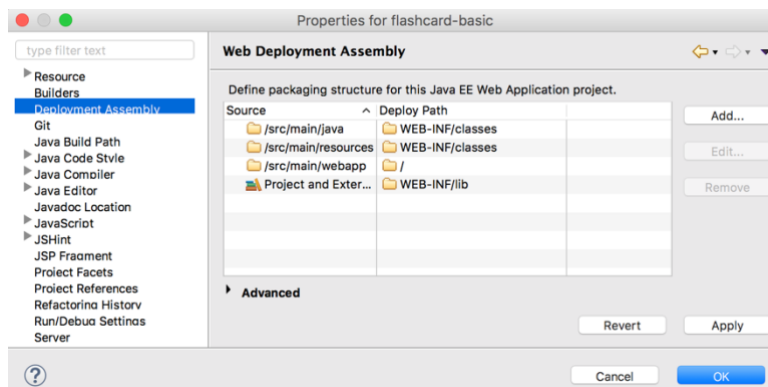 Properties for flashcard-basic
type filter text
Web Deployment Assembly
Resource
Builders
Deployment Assembly
Git
Java Build Path
Java Code Style
Java Compiler
Java Editor
Javadoc Location
JavaScript
JSHint
JSP Fragment
Project Facets
Project References
Refactoring History
Run/Debug Settings
Server
Define packaging structure for this Java EE Web Application project.
Source Deploy Path
/src/main/java WEB-INF/classes
/src/main/resources WEB-INF/classes
/src/main/webapp /
Project and Exter... WEB-INF/lib
Add...
Edit...
Remove
Advanced
Revert Apply
? Cancel OK